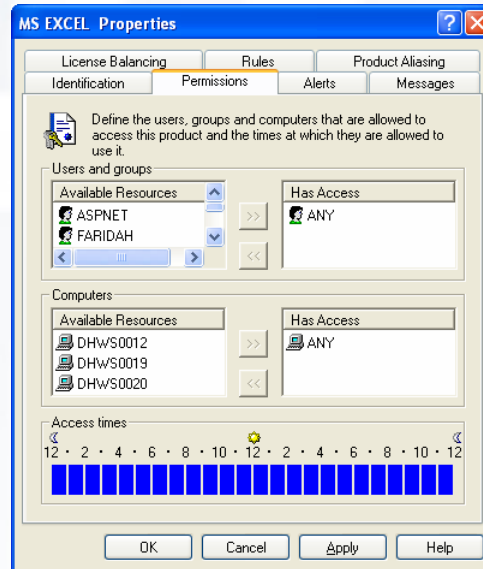 MS EXCEL Properties
License Balancing Rules Product Aliasing
Identification Permissions Alerts Messages
Define the users, groups and computers that are allowed to
access this product and the times at which they are allowed to
use it.
Users and groups
Available Resources Has Access
ASPNET >> ANY
FARIDAH <<
Computers
Available Resources Has Access
DHWS0012 >> ANY
DHWS0019
DHWS0020 <<
Access times
12 · 2 · 4 · 6 · 8 · 10 · 12 · 2 · 4 · 6 · 8 · 10 · 12
OK Cancel Apply Help